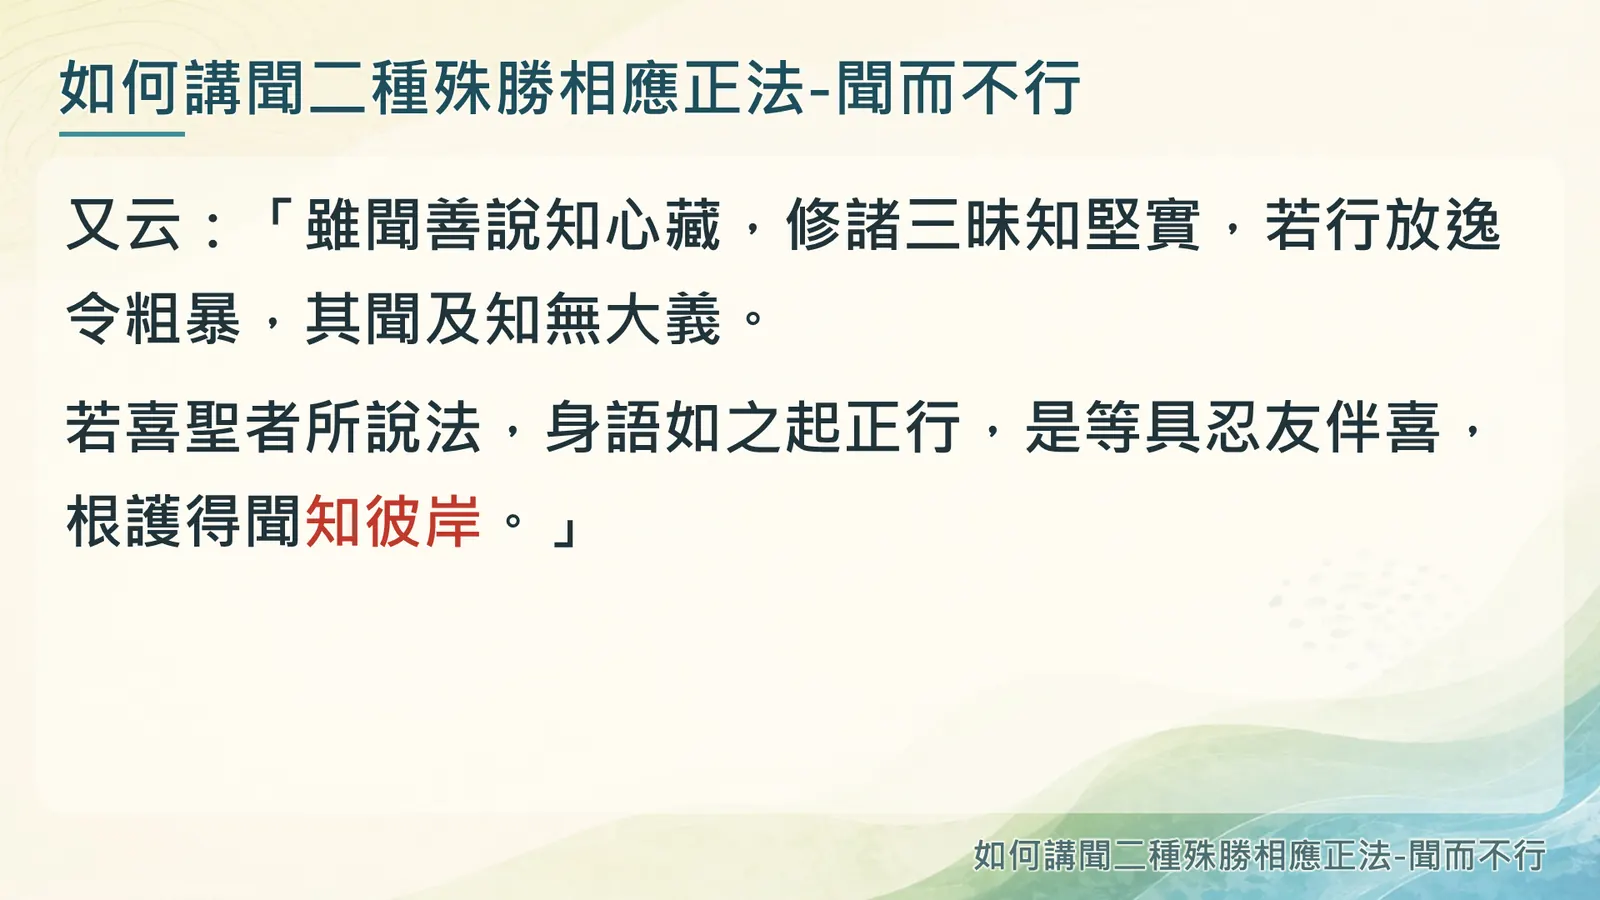 如何講聞二種殊勝相應正法-聞而不行
又云：「雖聞善說知心藏，修諸三昧知堅實，若行放逸
令粗暴，其聞及知無大義。
若喜聖者所說法，身語如之起正行，是等具忍友伴喜，
根護得聞知彼岸。」
如何講聞二種殊勝相應正法-聞而不行